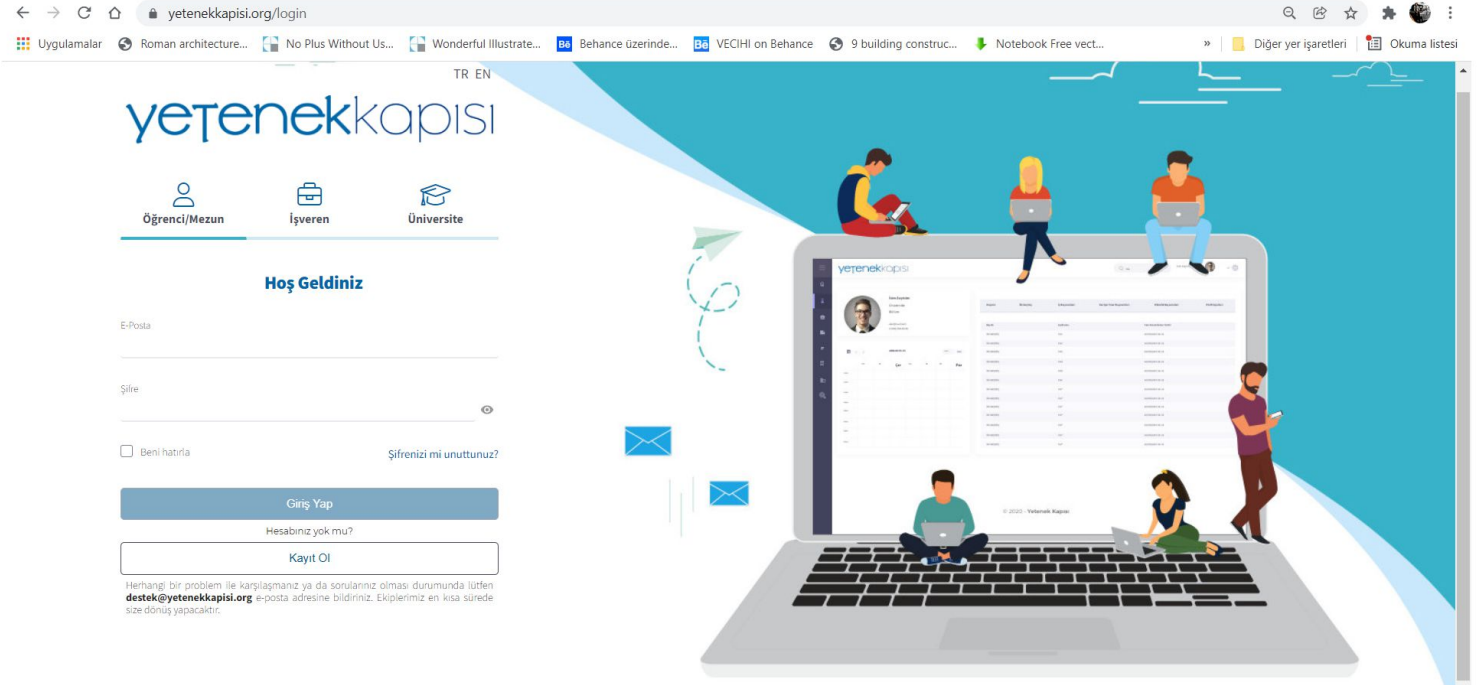 yetenekkapisi.org/login
Uygulamalar Roman architecture... No Plus Without Us... Wonderful Illustrate... Bē Behance üzerinde... Bē VECIHI on Behance 9 building construc... Notebook Free vect... » Diğer yer işaretleri Okuma listesi
TR EN
yetenekkapısı
Öğrenci/Mezun İşveren Üniversite
Hoş Geldiniz
E-Posta
Şifre
Beni hatırla Şifrenizi mi unuttunuz?
Giriş Yap
Hesabınız yok mu?
Kayıt Ol
Herhangi bir problem ile karşılaşmanız ya da sorularınız olması durumunda lütfen
destek@yetenekkapisi.org e-posta adresine bildiriniz. Ekiplerimiz en kısa sürede
size dönüş yapacaktır.
yetenekkapısı
© 2020 - Yetenek Kapısı